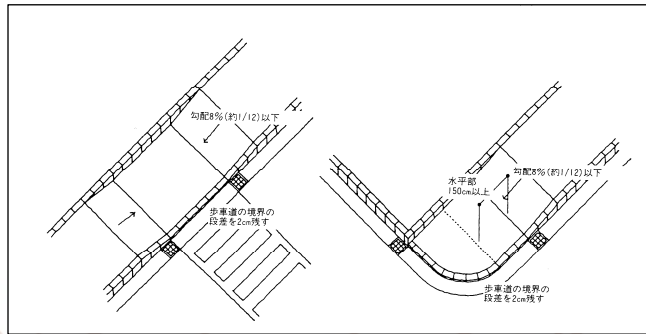 勾配8%(約1/12)以下
歩車道の境界の
段差を2cm残す
水平部
150cm以上
勾配8%(約1/12)以下
歩車道の境界の
段差を2cm残す